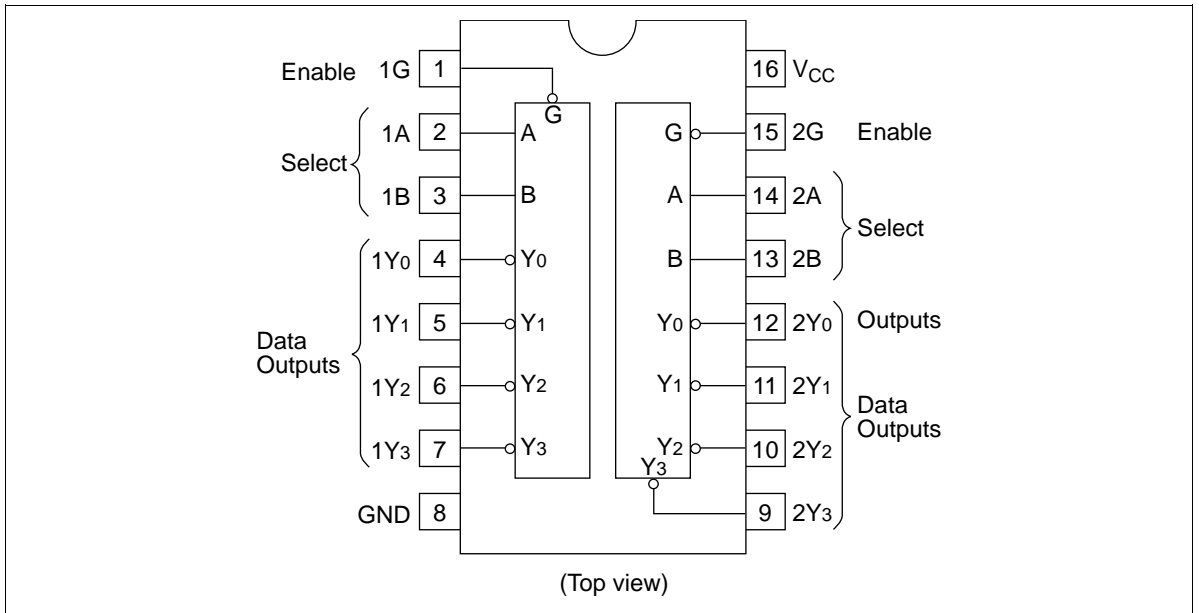 Enable 1G 1 G 16 VCC
1A 2 A G 15 2G Enable
Select
1B 3 B A 14 2A
Select
1Y0 4 Y0 B 13 2B
1Y1 5 Y1 Y0 12 2Y0 Outputs
Data
Outputs
1Y2 6 Y2 Y1 11 2Y1
Data
Outputs
1Y3 7 Y3 Y2 10 2Y2
Y3
GND 8 9 2Y3
(Top view)